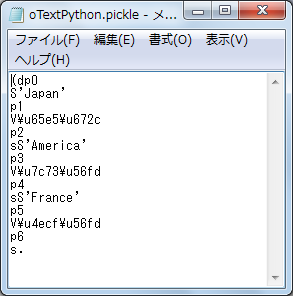 oTextPython.pickle - メ...
ファイル(F) 編集(E) 書式(O) 表示(V)
ヘルプ(H)
(dp0
S'Japan'
p1
V¥u65e5¥u672c
p2
sS'America'
p3
V¥u7c73¥u56fd
p4
sS'France'
p5
V¥u4ecf¥u56fd
p6
s.